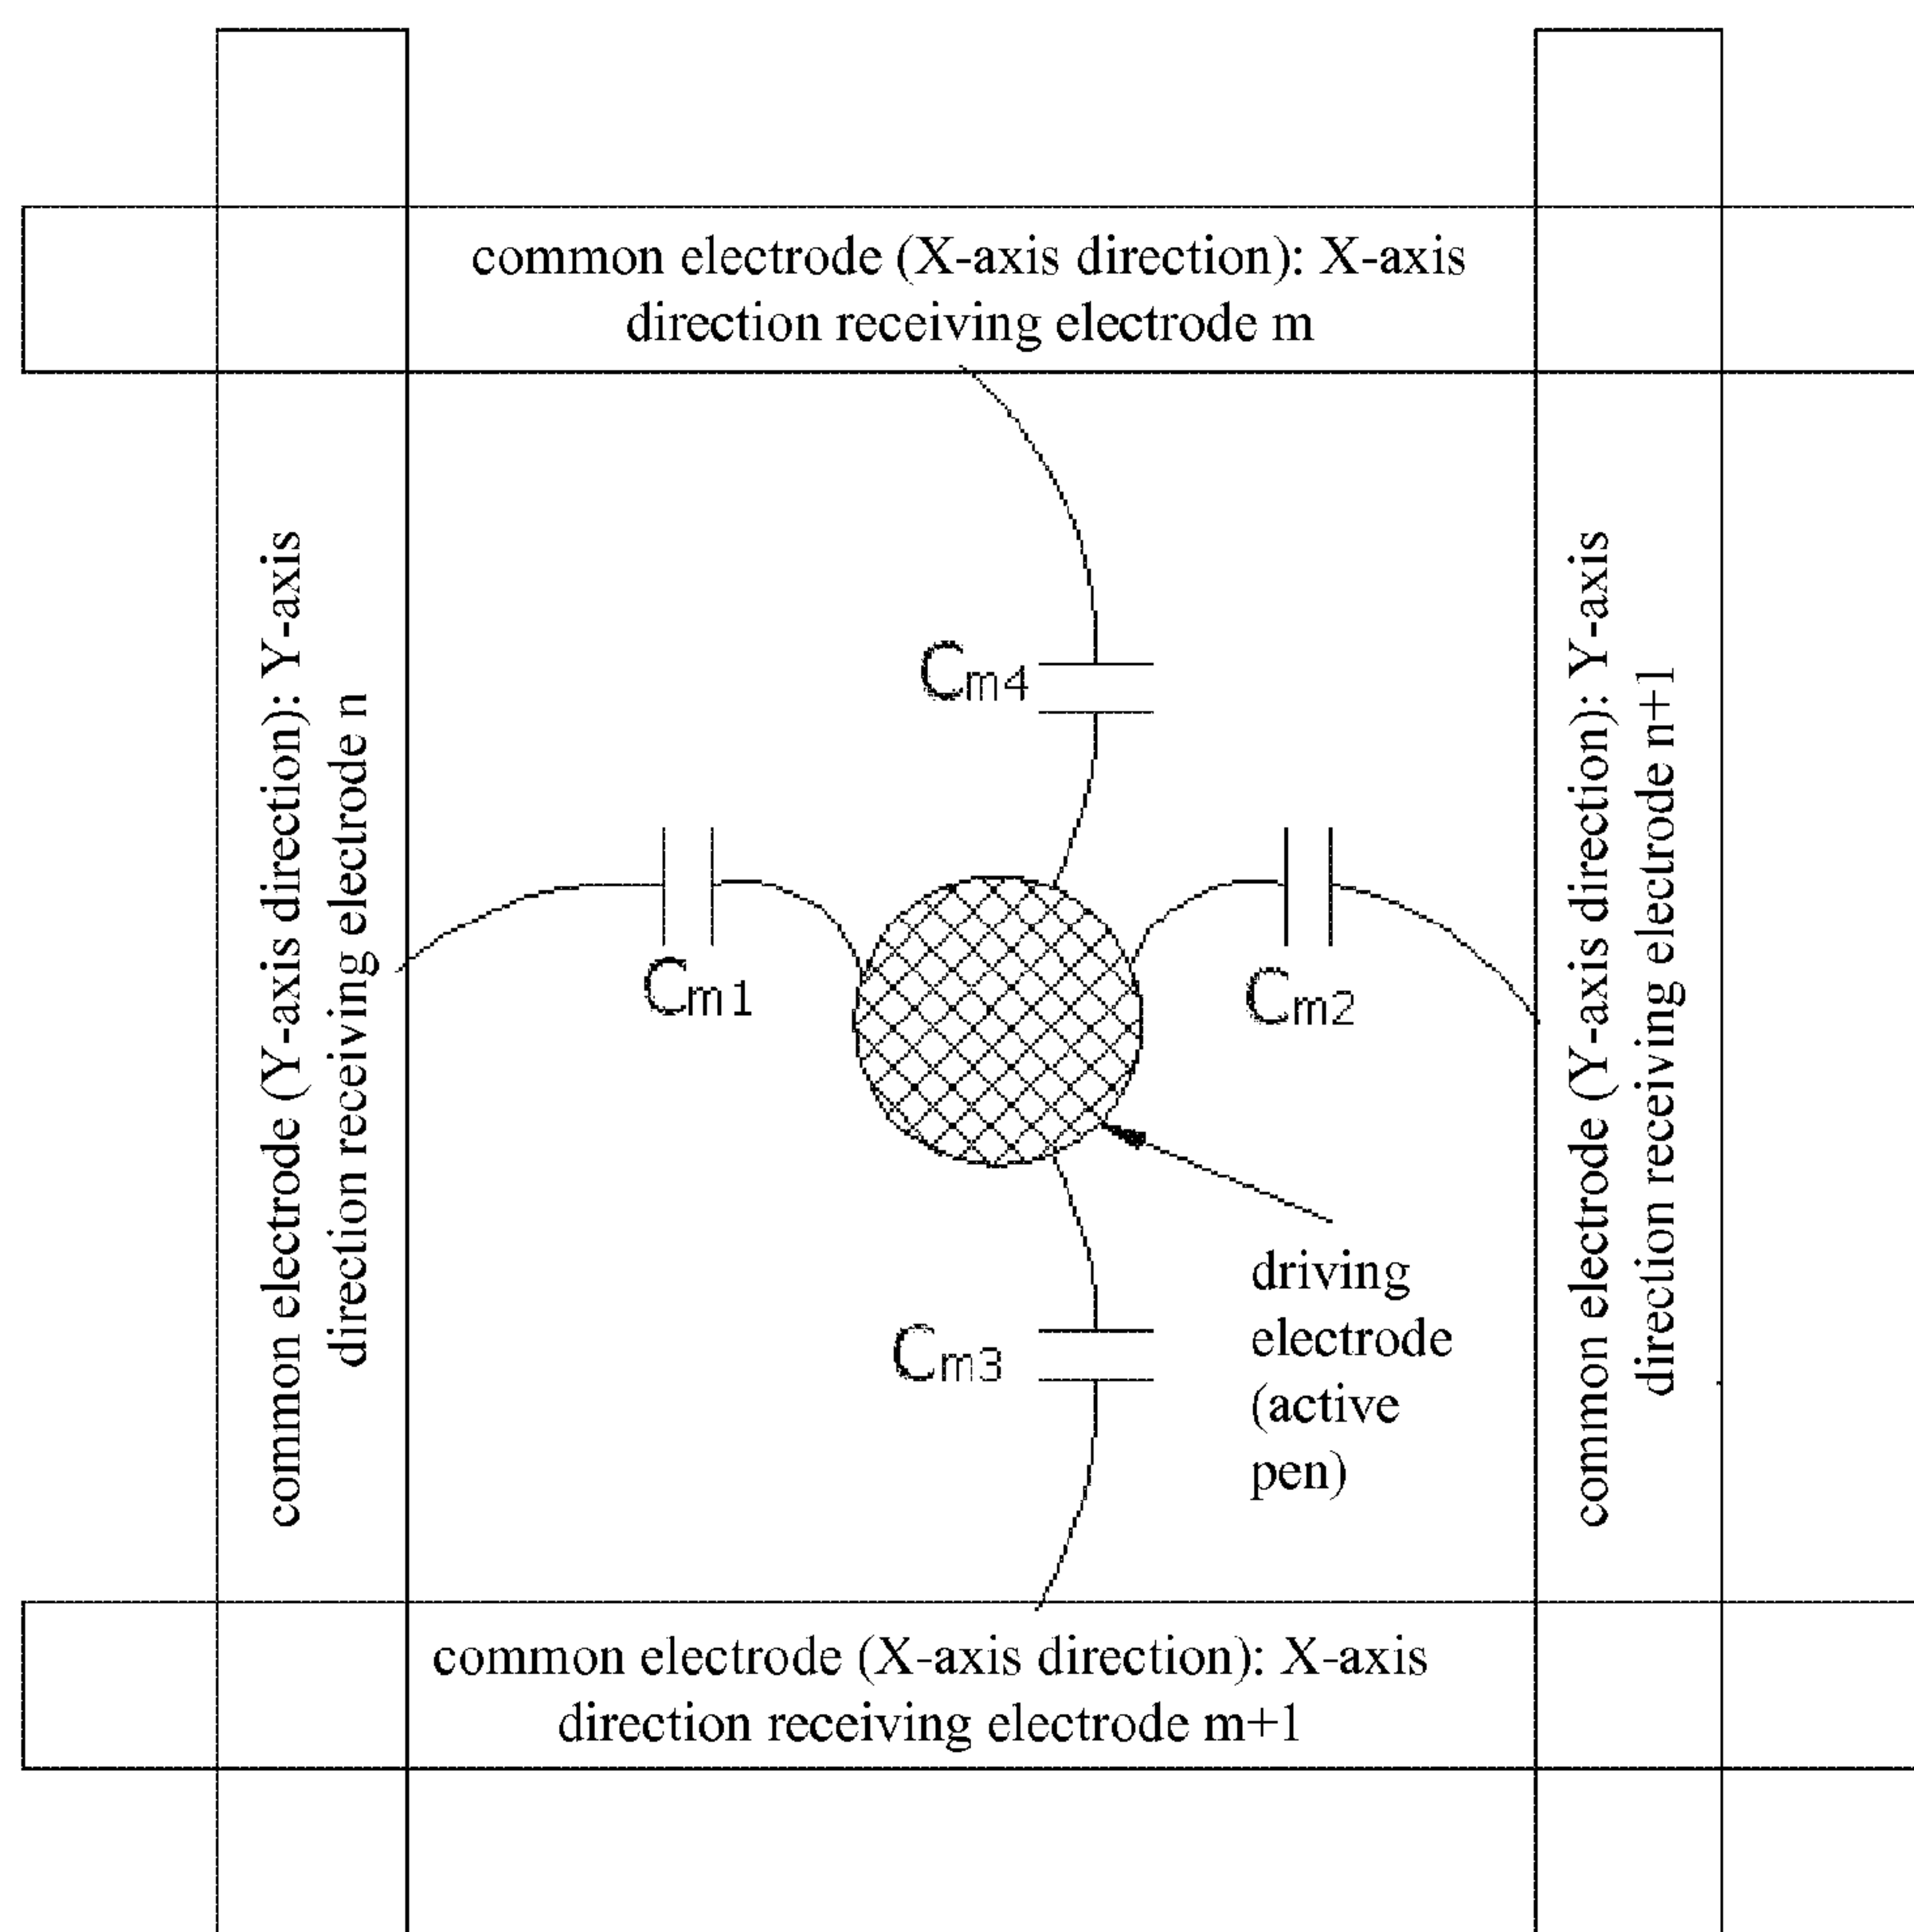 common electrode (X-axis direction): X-axis
direction receiving electrode m
common electrode (Y-axis direction): Y-axis
direction receiving electrode n
Cm4
Cm1
Cm2
common electrode (Y-axis direction): Y-axis
direction receiving electrode n+1
driving
electrode
(active
pen)
Cm3
common electrode (X-axis direction): X-axis
direction receiving electrode m+1